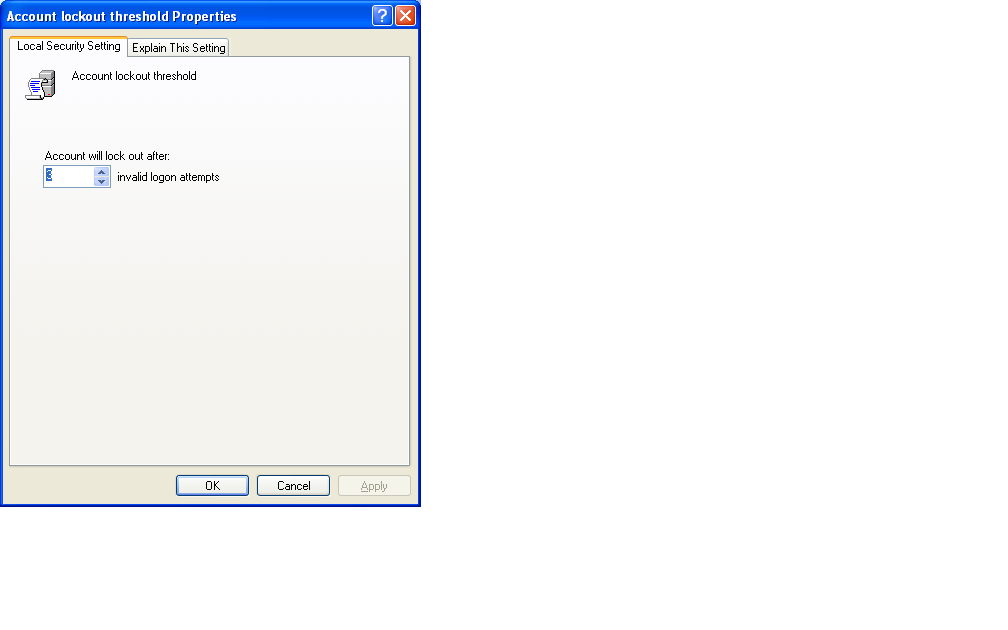 Account lockout threshold Properties
Local Security Setting
Explain This Setting
Account lockout threshold
Account will lock out after:
3 invalid logon attempts
OK Cancel Apply